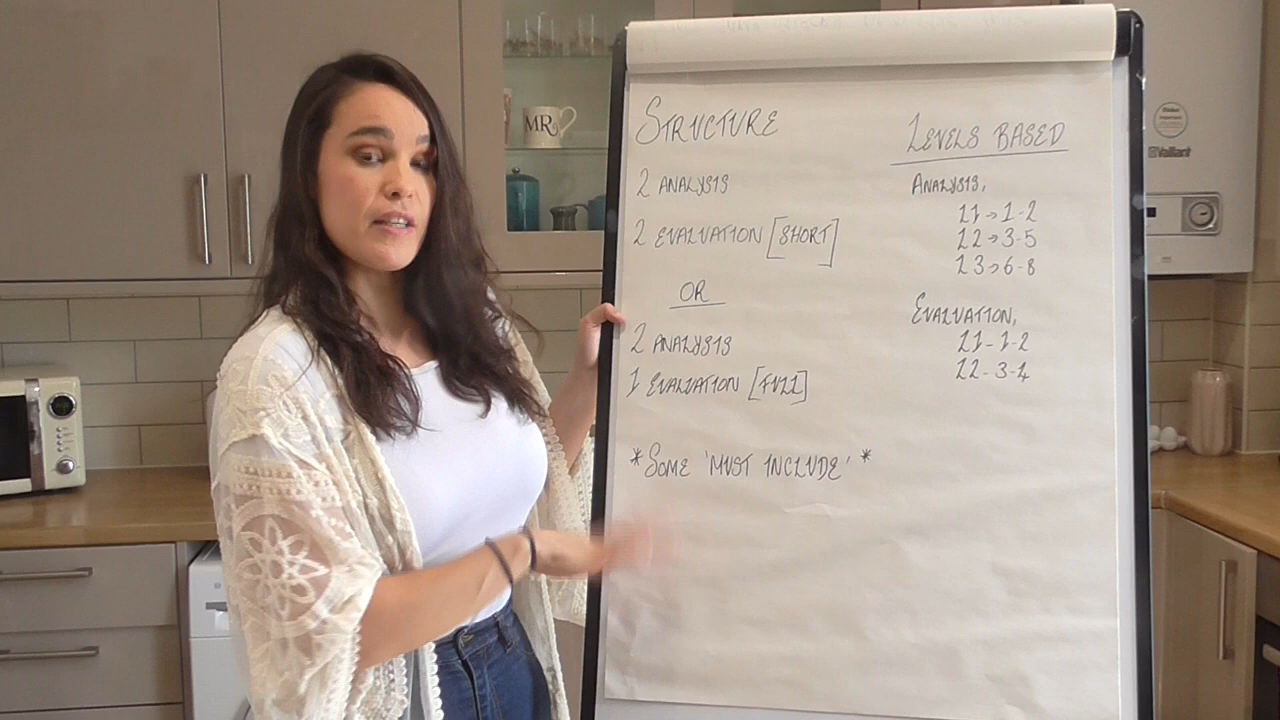 STRUCTURE
2 ANALYSIS
2 EVALUATION [SHORT]
OR
2 ANALYSIS
1 EVALUATION [FULL]
*SOME 'MUST INCLUDE' *
LEVELS BASED
ANALYSIS,
L1 → 1-2
L2 → 3-5
L3 → 6-8
EVALUATION,
L1 - 1-2
L2 - 3-4
MR
Vaillant